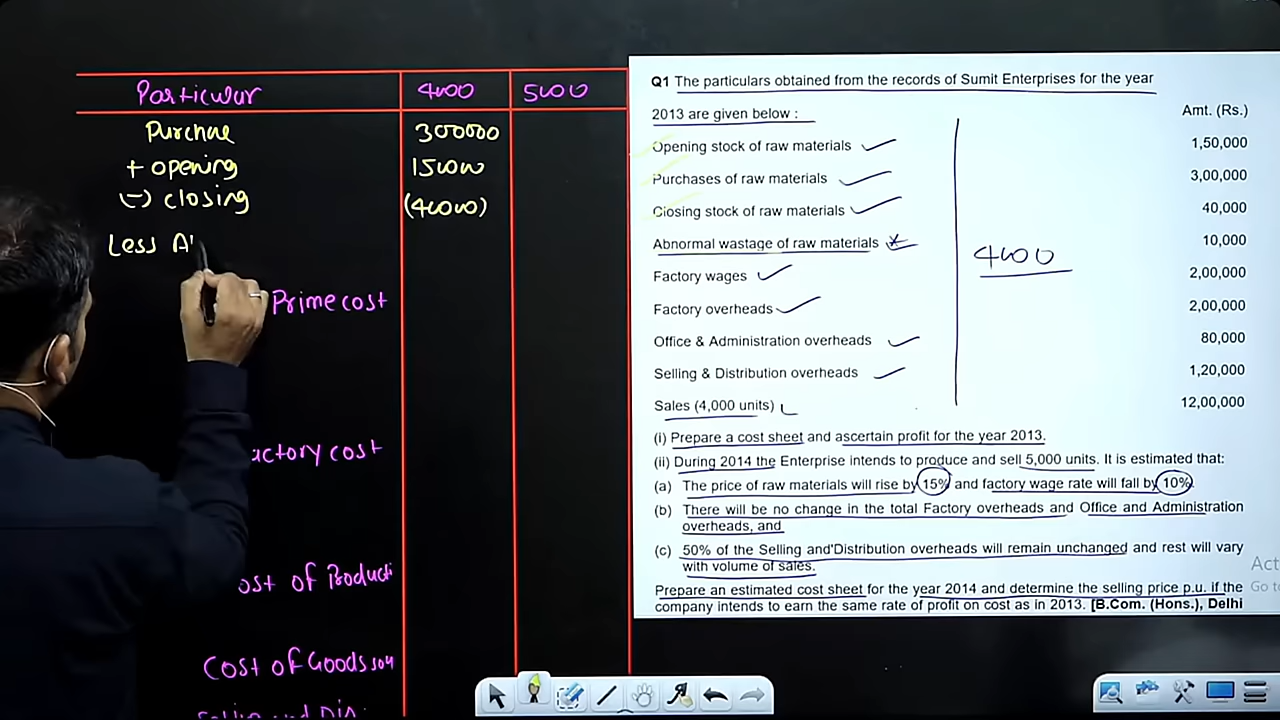 Particular 4000 5000
Purchae 300000
+ opening 150000
(-) closing (40000)
Less A
Prime cost
actory cost
ost of Producti
Cost of Goods sol
Q1 The particulars obtained from the records of Sumit Enterprises for the year
2013 are given below :
Amt. (Rs.)
Opening stock of raw materials 1,50,000
Purchases of raw materials 3,00,000
Closing stock of raw materials 40,000
Abnormal wastage of raw materials 10,000
4000
Factory wages 2,00,000
Factory overheads 2,00,000
Office & Administration overheads 80,000
Selling & Distribution overheads 1,20,000
Sales (4,000 units) 12,00,000
(i) Prepare a cost sheet and ascertain profit for the year 2013.
(ii) During 2014 the Enterprise intends to produce and sell 5,000 units. It is estimated that:
(a) The price of raw materials will rise by 15% and factory wage rate will fall by 10%.
(b) There will be no change in the total Factory overheads and Office and Administration
overheads, and
(c) 50% of the Selling and'Distribution overheads will remain unchanged and rest will vary
with volume of sales.
Prepare an estimated cost sheet for the year 2014 and determine the selling price p.u. if the
company intends to earn the same rate of profit on cost as in 2013. [B.Com. (Hons.), Delhi
Act
Go to